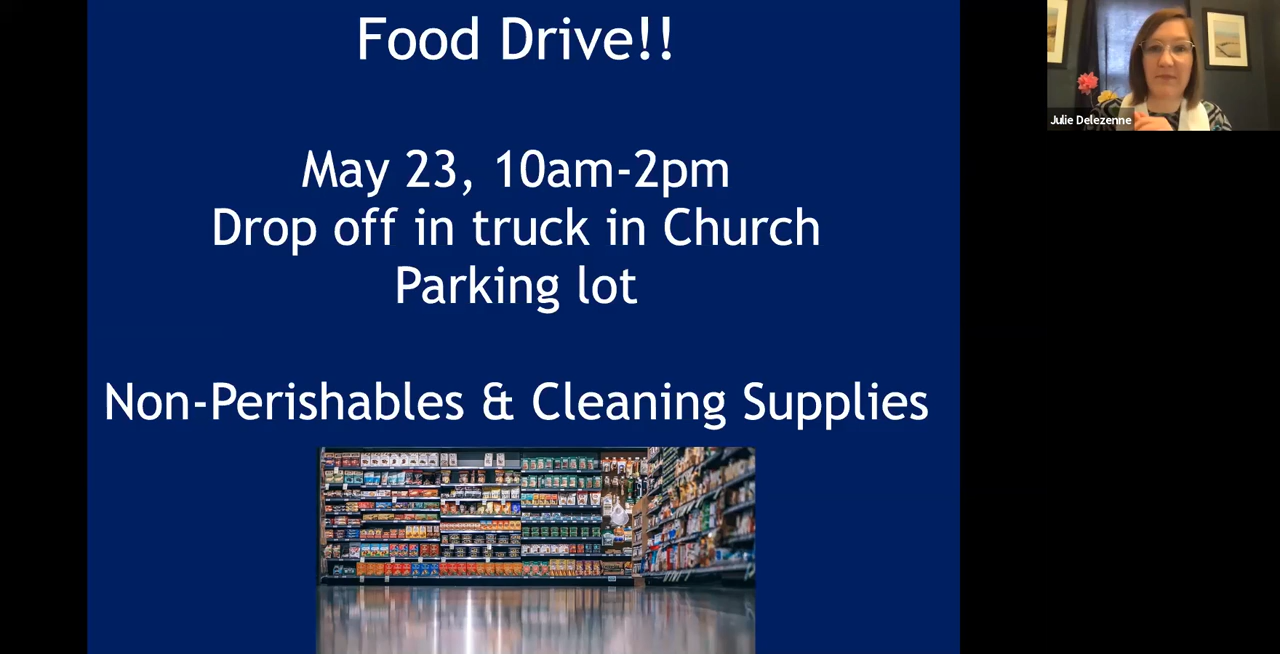 Food Drive!!
May 23, 10am-2pm
Drop off in truck in Church
Parking lot
Non-Perishables & Cleaning Supplies
Julie Delezenne